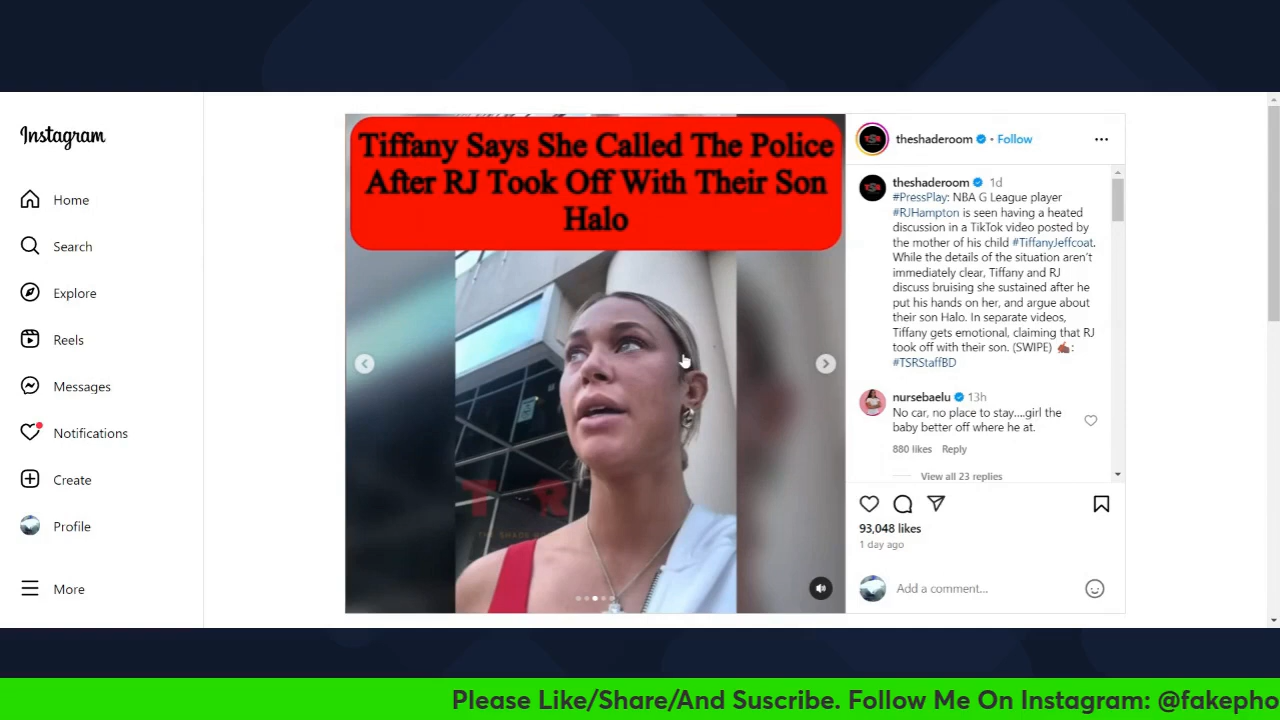 Instagram
Home
Search
Explore
Reels
Messages
Notifications
Create
Profile
More
Tiffany Says She Called The Police
After RJ Took Off With Their Son
Halo
theshaderoom • Follow
theshaderoom 1d
#PressPlay: NBA G League player
#RJHampton is seen having a heated
discussion in a TikTok video posted by
the mother of his child #TiffanyJeffcoat.
While the details of the situation aren't
immediately clear, Tiffany and RJ
discuss bruising she sustained after he
put his hands on her, and argue about
their son Halo. In separate videos,
Tiffany gets emotional, claiming that RJ
took off with their son. (SWIPE) ✍🏾:
#TSRStaffBD
nursebaelu 13h
No car, no place to stay....girl the
baby better off where he at.
880 likes Reply
View all 23 replies
93,048 likes
1 day ago
Add a comment...
Please Like/Share/And Suscribe. Follow Me On Instagram: @fakepho